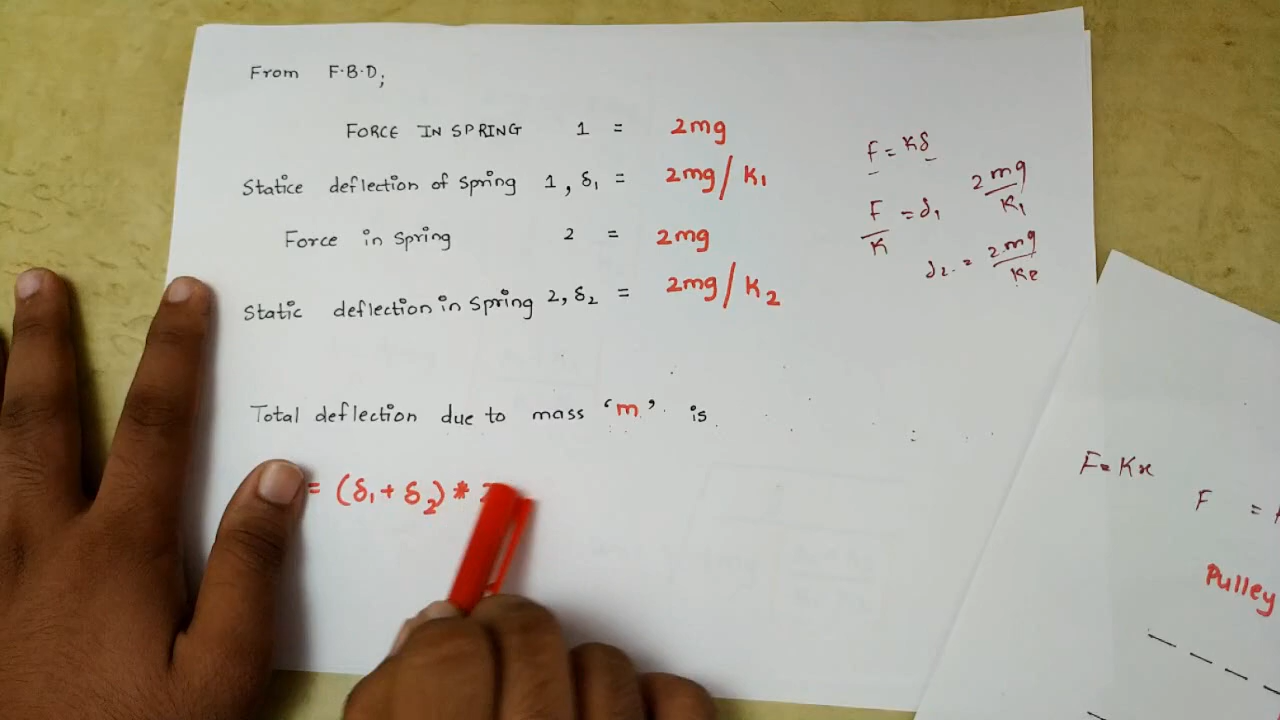 From F.B.D;
FORCE IN SPRING 1 = 2mg
Statice deflection of Spring 1, δ₁ = 2mg/K₁
Force in Spring 2 = 2mg
Static deflection in Spring 2, δ₂ = 2mg/K₂
F = Kδ
F/K = δ₁ 2mg/K₁
δ₂ = 2mg/K₂
Total deflection due to mass ‘m’ is
= (δ₁ + δ₂) * 2
F = Kx
F =
Pulley